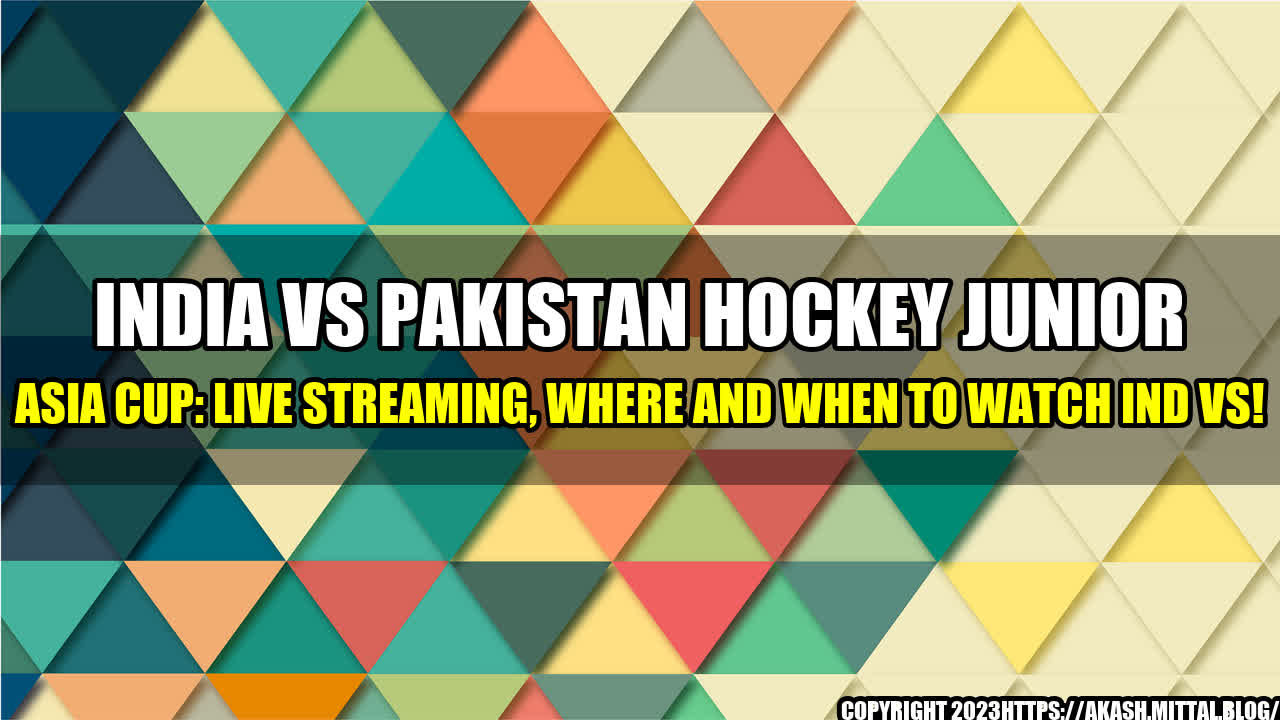 INDIA VS PAKISTAN HOCKEY JUNIOR
ASIA CUP: LIVE STREAMING, WHERE AND WHEN TO WATCH IND VS!
COPYRIGHT 2023HTTPS://AKASH.MITTAL.BLOG/